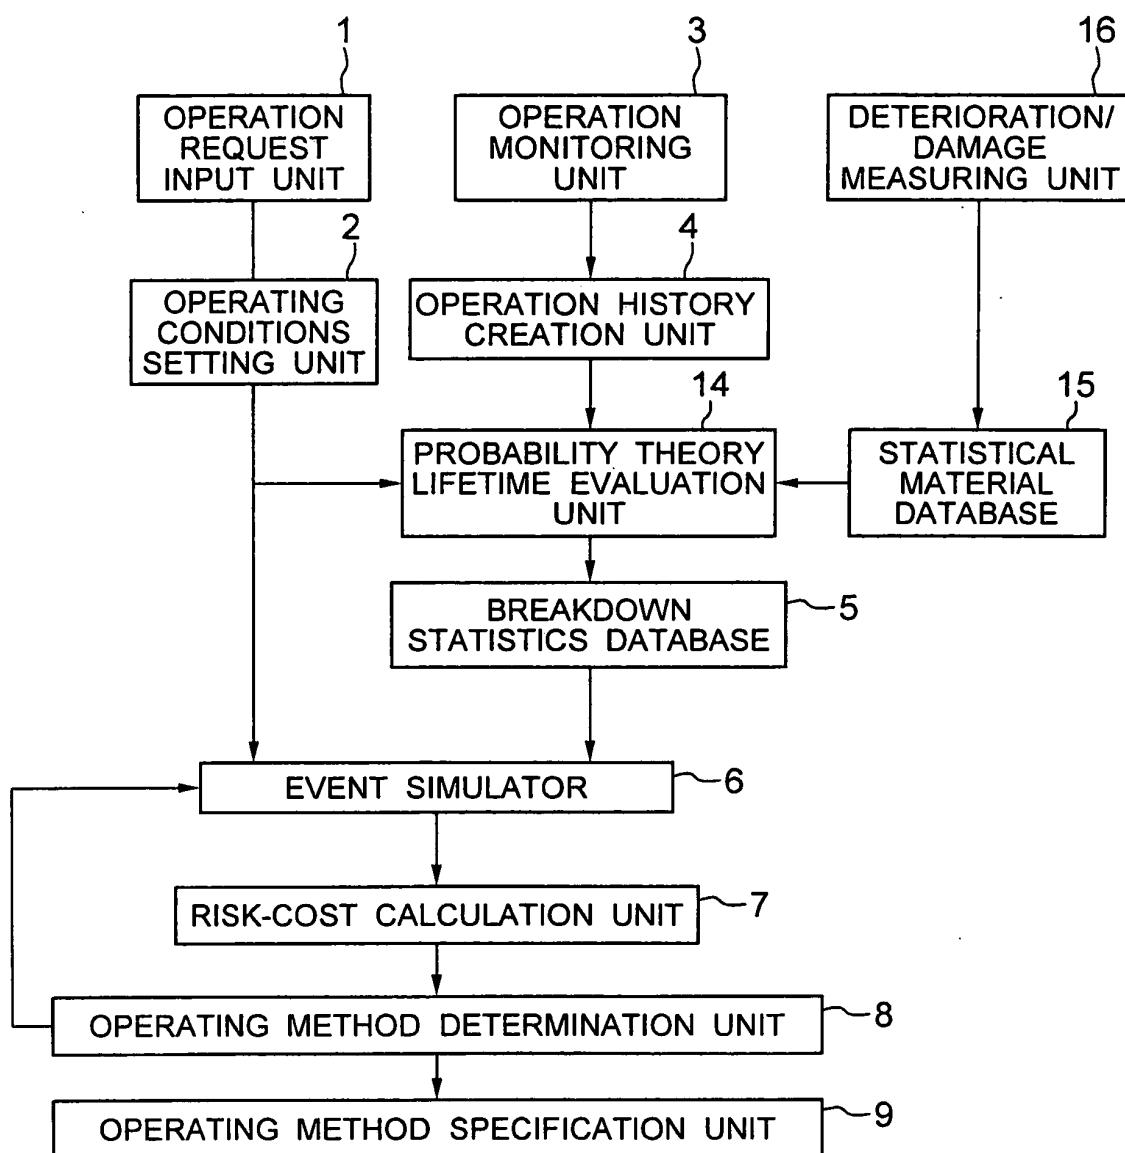 1
3
16
OPERATION
REQUEST
INPUT UNIT
OPERATION
MONITORING
UNIT
DETERIORATION/
DAMAGE
MEASURING UNIT
2
4
OPERATING
CONDITIONS
SETTING UNIT
OPERATION HISTORY
CREATION UNIT
14
15
PROBABILITY THEORY
LIFETIME EVALUATION
UNIT
STATISTICAL
MATERIAL
DATABASE
BREAKDOWN
STATISTICS DATABASE
5
EVENT SIMULATOR
6
RISK-COST CALCULATION UNIT
7
OPERATING METHOD DETERMINATION UNIT
8
OPERATING METHOD SPECIFICATION UNIT
9